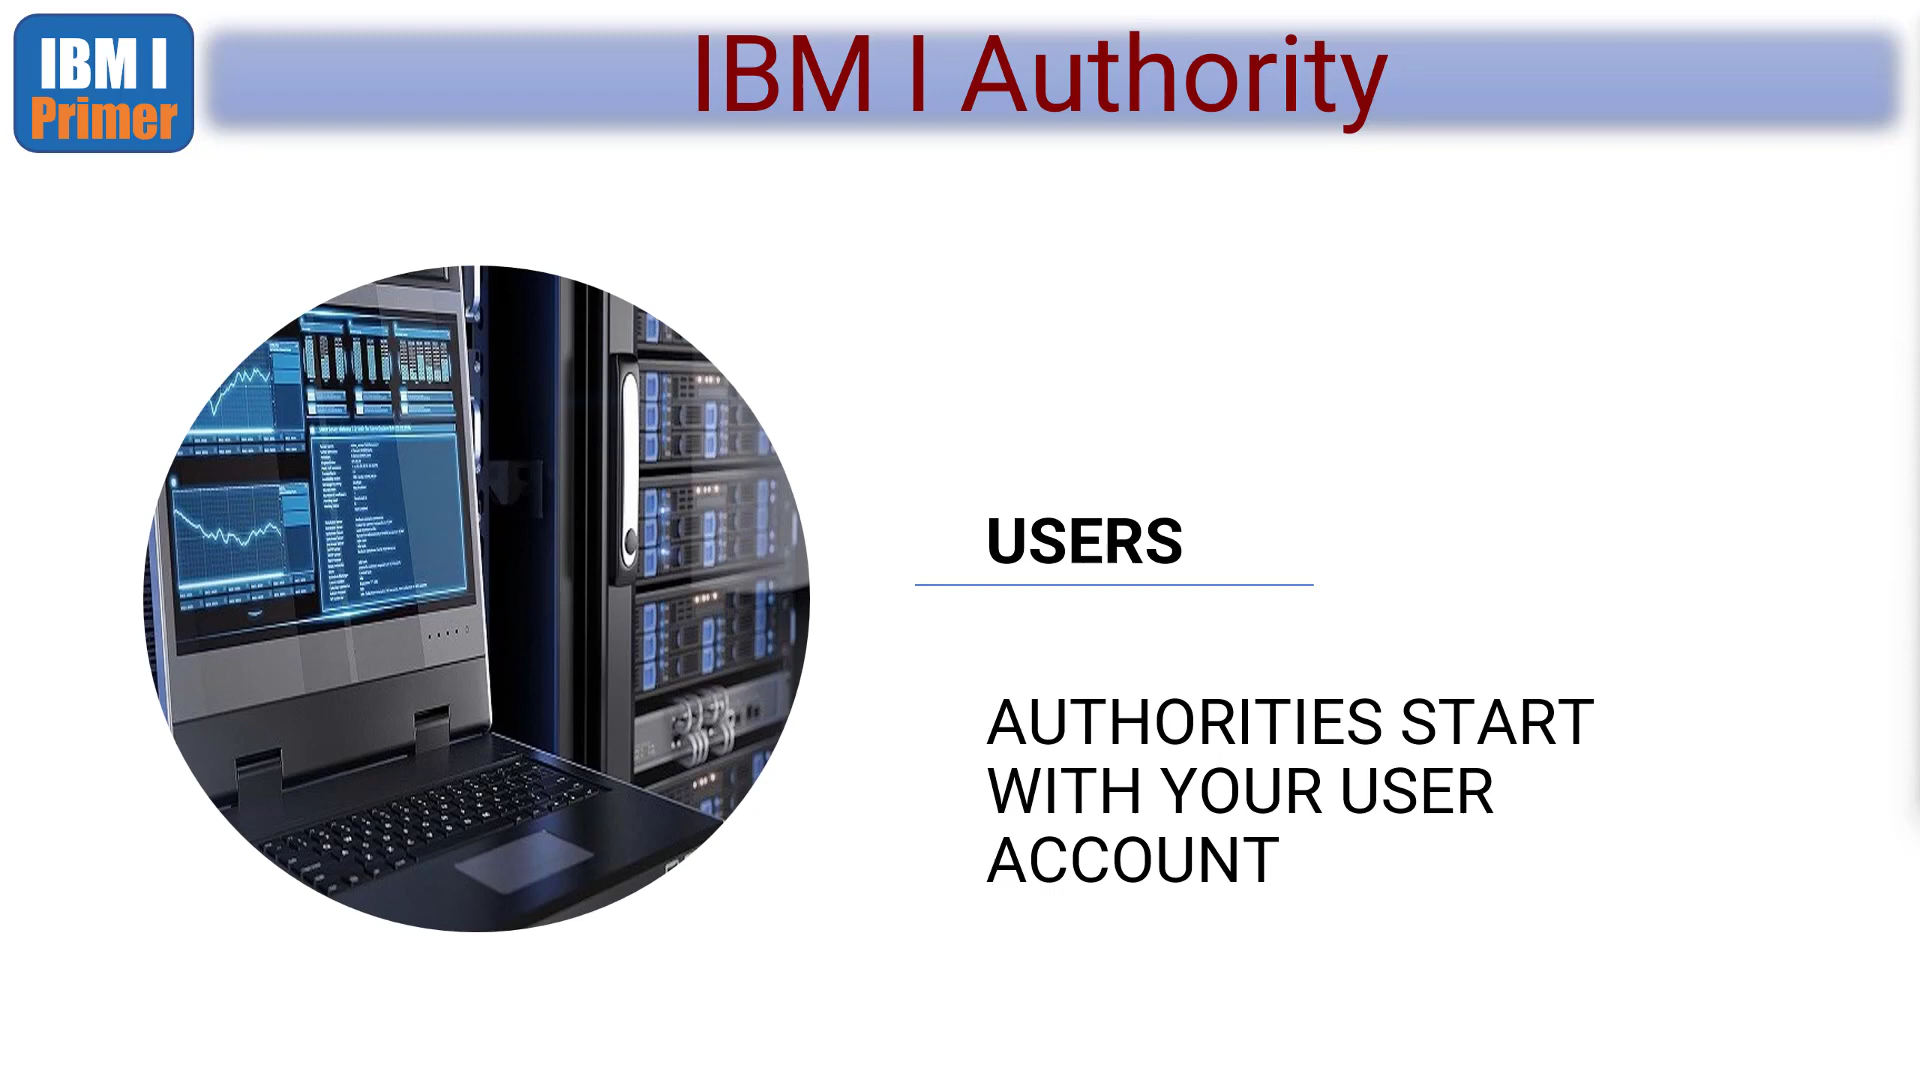 IBM I
Primer
IBM I Authority
USERS
AUTHORITIES START
WITH YOUR USER
ACCOUNT